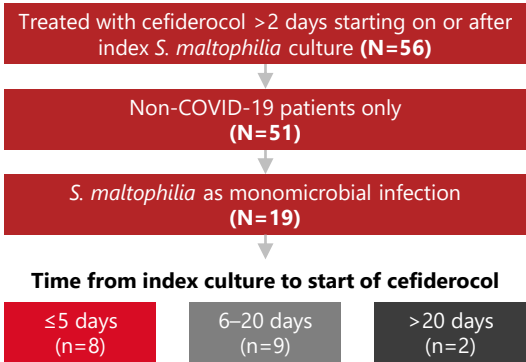 Treated with cefiderocol >2 days starting on or after
index S. maltophilia culture (N=56)
Non-COVID-19 patients only
(N=51)
S. maltophilia as monomicrobial infection
(N=19)
Time from index culture to start of cefiderocol
≤5 days
(n=8)
6–20 days
(n=9)
>20 days
(n=2)